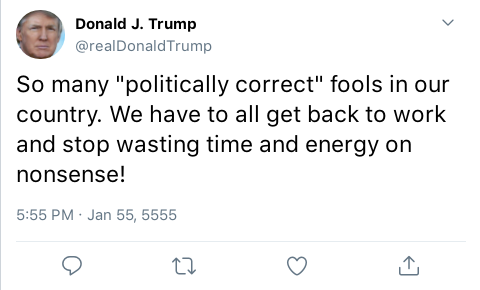 Donald J. Trump
@realDonaldTrump
So many "politically correct" fools in our
country. We have to all get back to work
and stop wasting time and energy on
nonsense!
5:55 PM · Jan 55, 5555